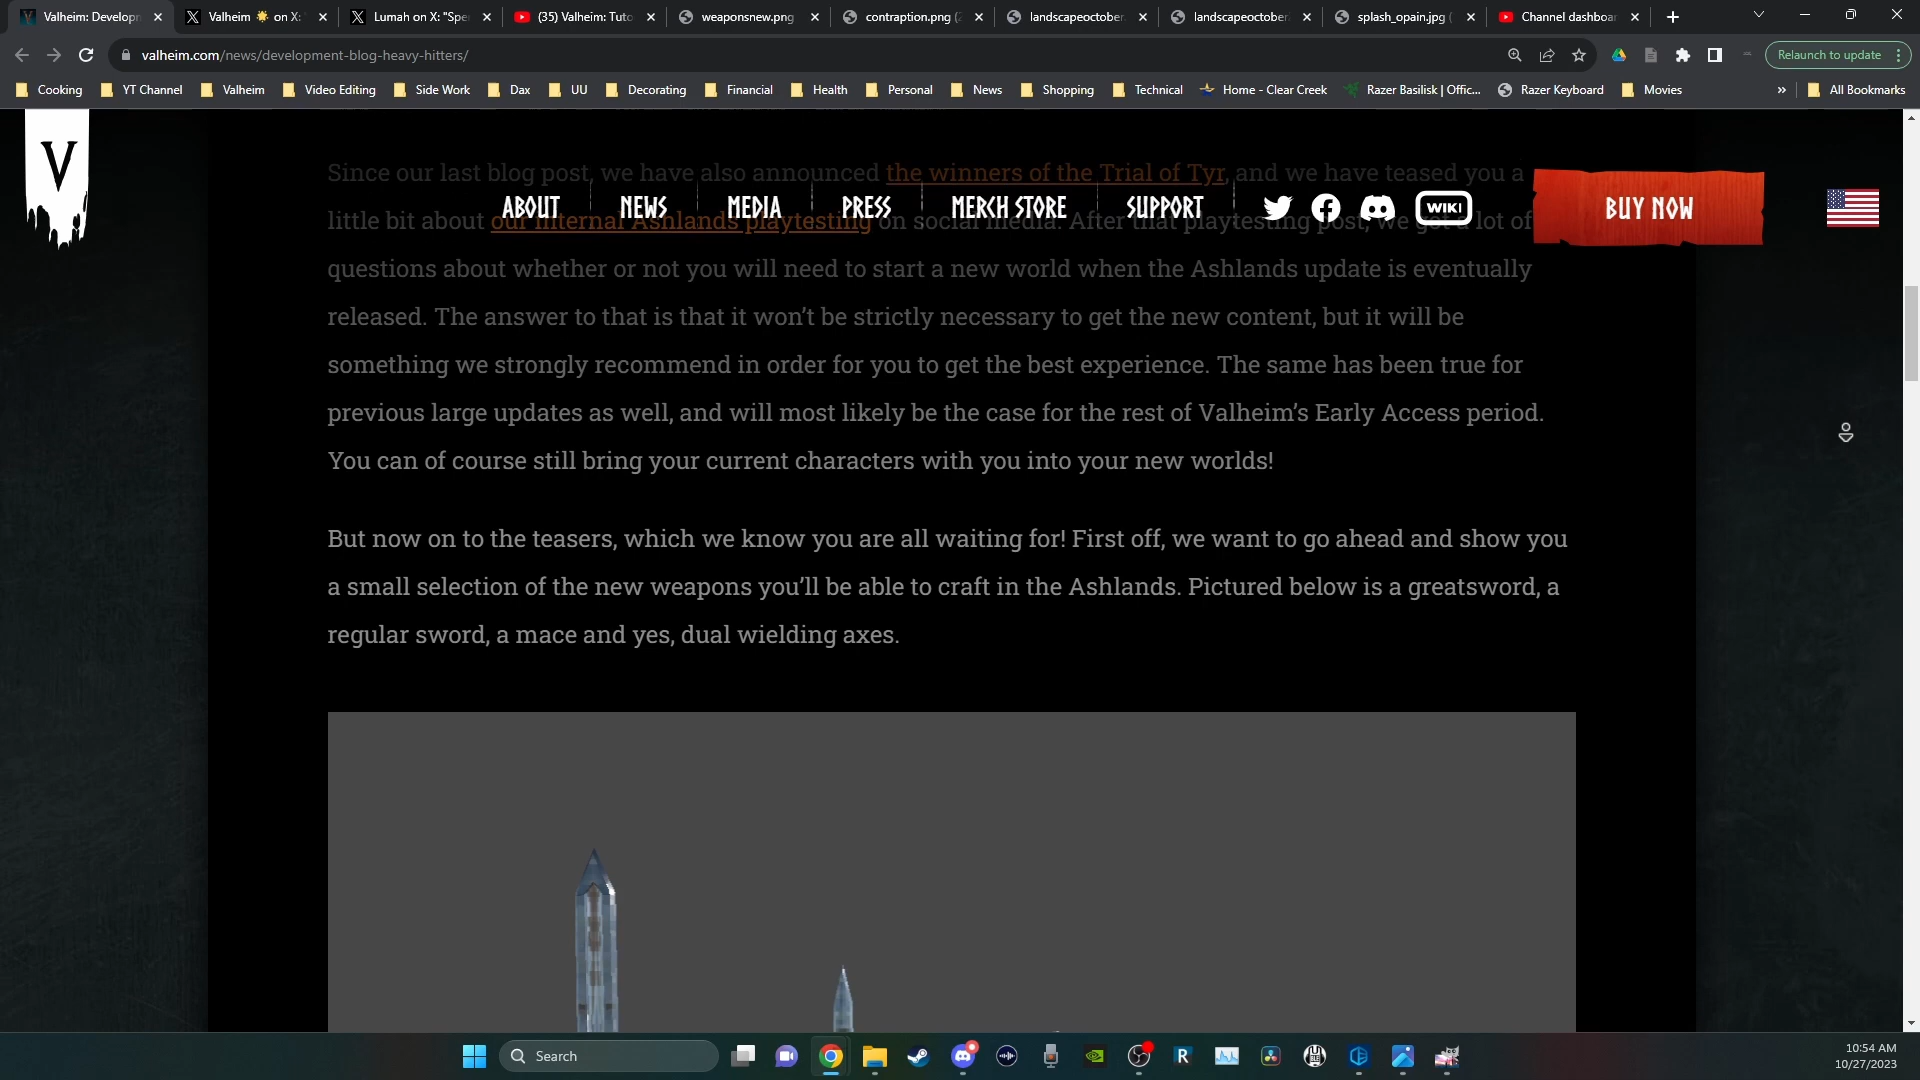 Valheim: Developn
Valheim ☀ on X: '
Lumah on X: "Spe
(35) Valheim: Tuto
weaponsnew.png
contraption.png (2
landscapeoctober.
landscapeoctober
splash_opain.jpg (
Channel dashboar
valheim.com/news/development-blog-heavy-hitters/
Relaunch to update
Cooking
YT Channel
Valheim
Video Editing
Side Work
Dax
UU
Decorating
Financial
Health
Personal
News
Shopping
Technical
Home - Clear Creek
Razer Basilisk | Offic...
Razer Keyboard
Movies
All Bookmarks
V
Since our last blog post, we have also announced the winners of the Trial of Tyr, and we have teased you a
ABOUT
NEWS
MEDIA
PRESS
MERCH STORE
SUPPORT
WIKI
BUY NOW
little bit about our internal Ashlands playtesting on social media. After that playtesting post, we got a lot of
questions about whether or not you will need to start a new world when the Ashlands update is eventually
released. The answer to that is that it won’t be strictly necessary to get the new content, but it will be
something we strongly recommend in order for you to get the best experience. The same has been true for
previous large updates as well, and will most likely be the case for the rest of Valheim’s Early Access period.
You can of course still bring your current characters with you into your new worlds!
But now on to the teasers, which we know you are all waiting for! First off, we want to go ahead and show you
a small selection of the new weapons you’ll be able to craft in the Ashlands. Pictured below is a greatsword, a
regular sword, a mace and yes, dual wielding axes.
Search
R
10:54 AM
10/27/2023